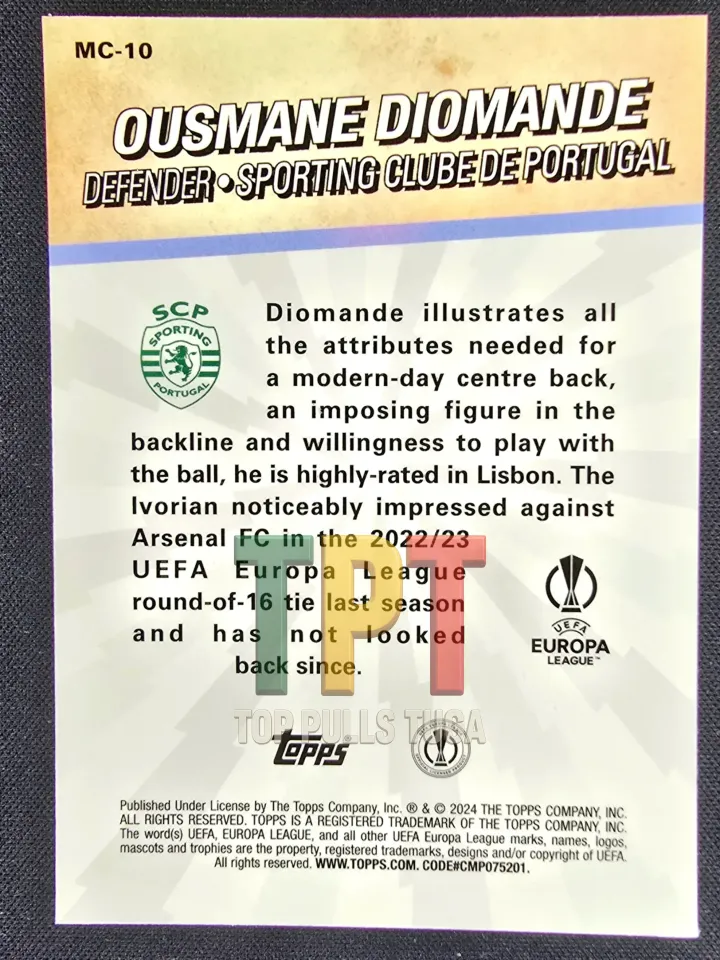 MC-10
OUSMANE DIOMANDE
DEFENDER • SPORTING CLUBE DE PORTUGAL
SCP
SPORTING
PORTUGAL
Diomande illustrates all
the attributes needed for
a modern-day centre back,
an imposing figure in the
backline and willingness to play with
the ball, he is highly-rated in Lisbon. The
Ivorian noticeably impressed against
Arsenal FC in the 2022/23
UEFA Europa League
round-of-16 tie last season
and has not looked
back since.
UEFA
EUROPA
LEAGUE™
TPT
TOP PULLS TUGA
Topps
Published Under License by The Topps Company, Inc. ® & © 2024 THE TOPPS COMPANY, INC.
ALL RIGHTS RESERVED. TOPPS IS A REGISTERED TRADEMARK OF THE TOPPS COMPANY, INC.
The word(s) UEFA, EUROPA LEAGUE, and all other UEFA Europa League marks, names, logos,
mascots and trophies are the property, registered trademarks, designs and/or copyright of UEFA.
All rights reserved. WWW.TOPPS.COM. CODE#CMP075201.